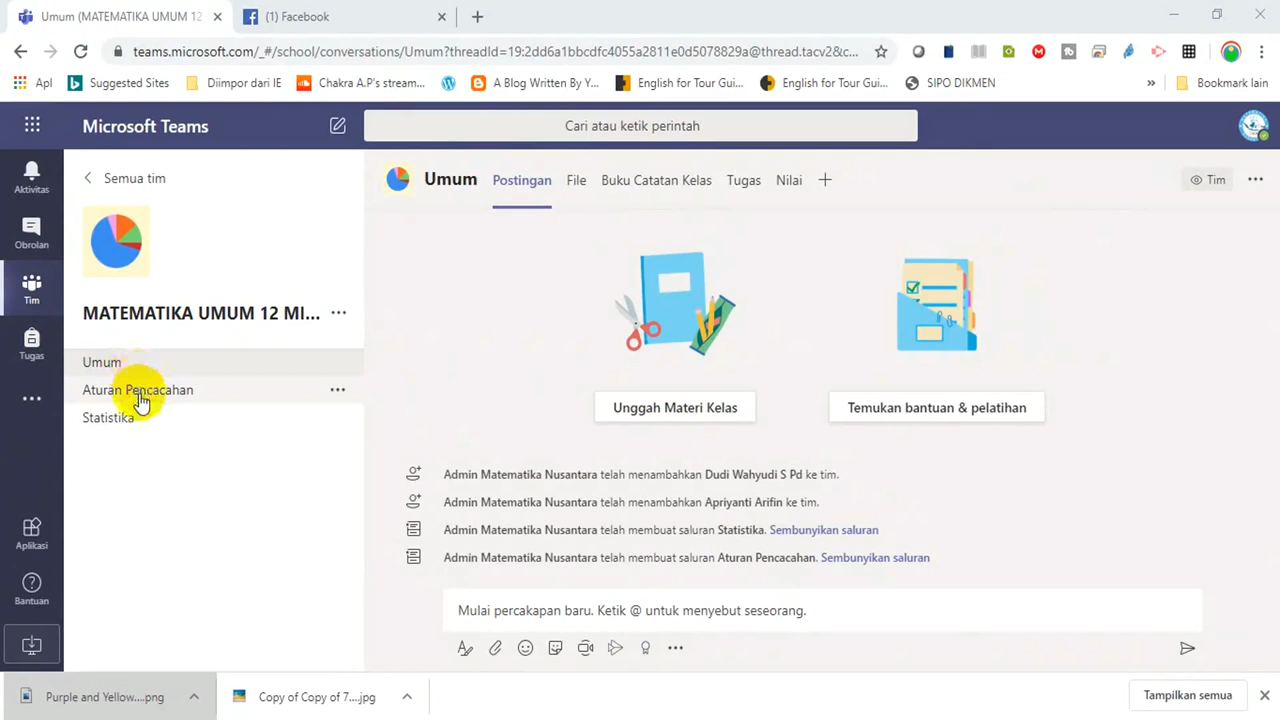 Umum (MATEMATIKA UMUM 12
(1) Facebook
teams.microsoft.com/_#/school/conversations/Umum?threadId=19:2dd6a1bbcdfc4055a2811e0d5078829a@thread.tacv2&c...
Apl
Suggested Sites
Diimpor dari IE
Chakra A.P's stream...
A Blog Written By Y...
English for Tour Gui...
English for Tour Gui...
SIPO DIKMEN
»
Bookmark lain
Microsoft Teams
Cari atau ketik perintah
Aktivitas
Obrolan
Tim
Tugas
Aplikasi
Bantuan
Semua tim
MATEMATIKA UMUM 12 MI...
Umum
Aturan Pencacahan
Statistika
Umum
Postingan
File
Buku Catatan Kelas
Tugas
Nilai
Tim
Unggah Materi Kelas
Temukan bantuan & pelatihan
Admin Matematika Nusantara telah menambahkan Dudi Wahyudi S Pd ke tim.
Admin Matematika Nusantara telah menambahkan Apriyanti Arifin ke tim.
Admin Matematika Nusantara telah membuat saluran Statistika. Sembunyikan saluran
Admin Matematika Nusantara telah membuat saluran Aturan Pencacahan. Sembunyikan saluran
Mulai percakapan baru. Ketik @ untuk menyebut seseorang.
Purple and Yellow....png
Copy of Copy of 7....jpg
Tampilkan semua